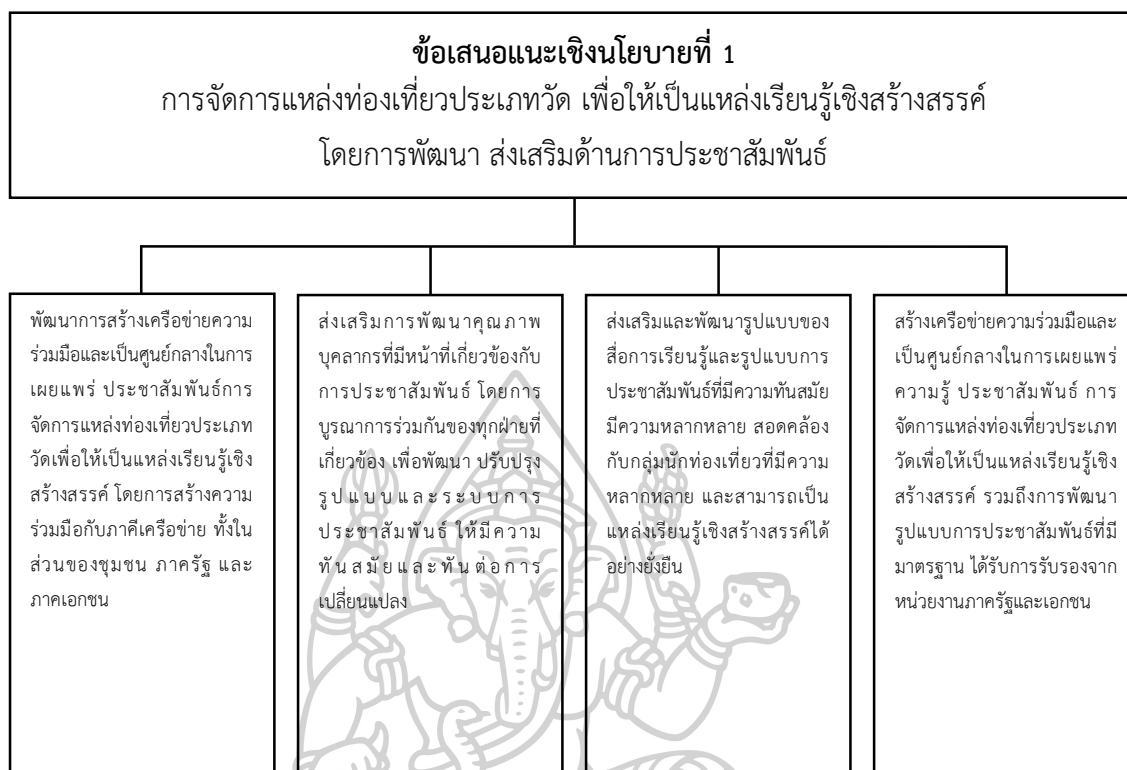 ข้อเสนอแนะเชิงนโยบายที่ 1
การจัดการแหล่งท่องเที่ยวประเภทวัด เพื่อให้เป็นแหล่งเรียนรู้เชิงสร้างสรรค์
โดยการพัฒนา ส่งเสริมด้านการประชาสัมพันธ์
พัฒนาการสร้างเครือข่ายความ
ร่วมมือและเป็นศูนย์กลางในการ
เผยแพร่ ประชาสัมพันธ์การ
จัดการแหล่งท่องเที่ยวประเภท
วัดเพื่อให้เป็นแหล่งเรียนรู้เชิง
สร้างสรรค์ โดยการสร้างความ
ร่วมมือกับภาคีเครือข่าย ทั้งใน
ส่วนของชุมชน ภาครัฐ และ
ภาคเอกชน
ส่งเสริมการพัฒนาคุณภาพ
บุคลากรที่มีหน้าที่เกี่ยวข้องกับ
การประชาสัมพันธ์ โดยการ
บูรณาการร่วมกันของทุกฝ่ายที่
เกี่ยวข้อง เพื่อพัฒนา ปรับปรุง
รูปแบบและระบบการ
ประชาสัมพันธ์ ให้มีความ
ทันสมัยและทันต่อการ
เปลี่ยนแปลง
ส่งเสริมและพัฒนารูปแบบของ
สื่อการเรียนรู้และรูปแบบการ
ประชาสัมพันธ์ที่มีความทันสมัย
มีความหลากหลาย สอดคล้อง
กับกลุ่มนักท่องเที่ยวที่มีความ
หลากหลาย และสามารถเป็น
แหล่งเรียนรู้เชิงสร้างสรรค์ได้
อย่างยั่งยืน
สร้างเครือข่ายความร่วมมือและ
เป็นศูนย์กลางในการเผยแพร่
ความรู้ ประชาสัมพันธ์ การ
จัดการแหล่งท่องเที่ยวประเภท
วัดเพื่อให้เป็นแหล่งเรียนรู้เชิง
สร้างสรรค์ รวมถึงการพัฒนา
รูปแบบการประชาสัมพันธ์ที่มี
มาตรฐาน ได้รับการรับรองจาก
หน่วยงานภาครัฐและเอกชน